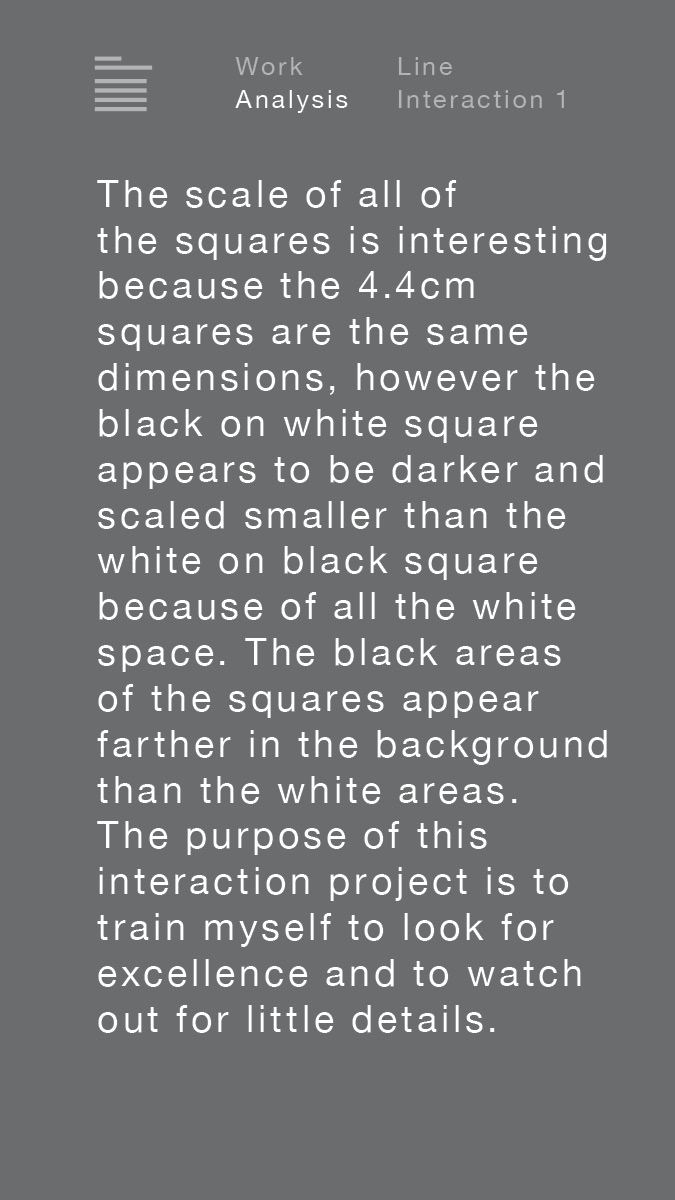 Work
Analysis
Line
Interaction 1
The scale of all of
the squares is interesting
because the 4.4cm
squares are the same
dimensions, however the
black on white square
appears to be darker and
scaled smaller than the
white on black square
because of all the white
space. The black areas
of the squares appear
farther in the background
than the white areas.
The purpose of this
interaction project is to
train myself to look for
excellence and to watch
out for little details.